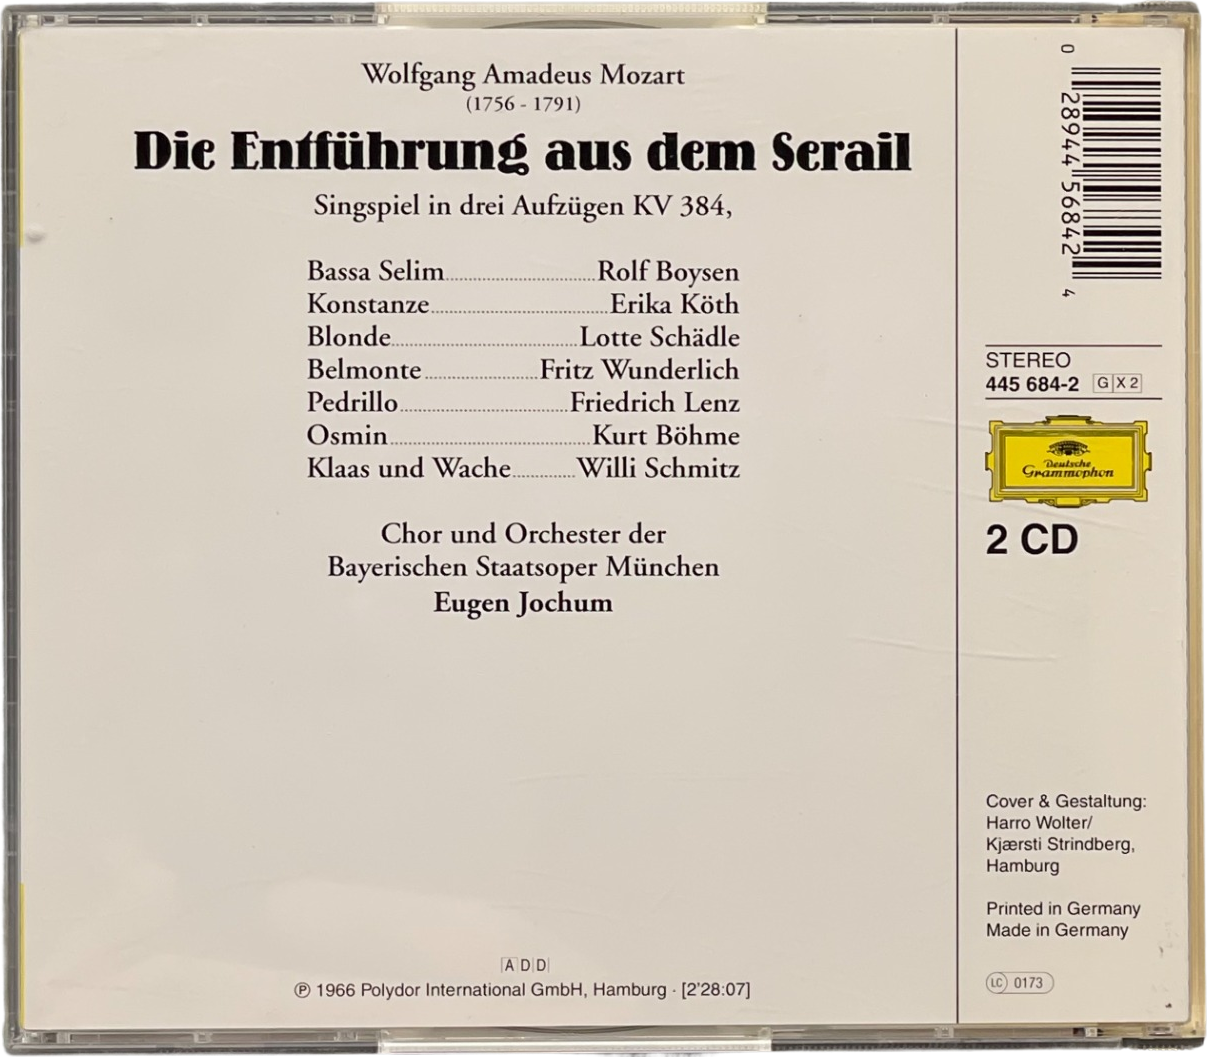 Wolfgang Amadeus Mozart
(1756 - 1791)
Die Entführung aus dem Serail
Singspiel in drei Aufzügen KV 384,
Bassa Selim Rolf Boysen
Konstanze Erika Köth
Blonde Lotte Schädle
Belmonte Fritz Wunderlich
Pedrillo Friedrich Lenz
Osmin Kurt Böhme
Klaas und Wache Willi Schmitz
Chor und Orchester der
Bayerischen Staatsoper München
Eugen Jochum
ADD
℗ 1966 Polydor International GmbH, Hamburg · [2'28:07]
0 28944 56842 4
STEREO
445 684-2 G X 2
Deutsche
Grammophon
2 CD
Cover & Gestaltung:
Harro Wolter/
Kjærsti Strindberg,
Hamburg
Printed in Germany
Made in Germany
LC 0173